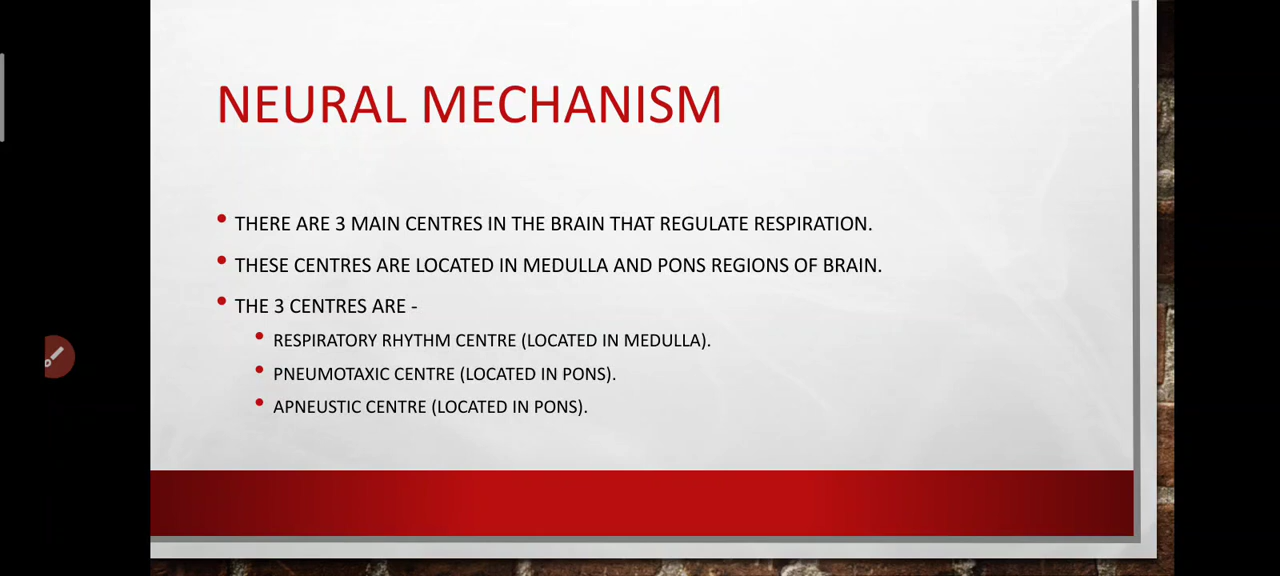 NEURAL MECHANISM
• THERE ARE 3 MAIN CENTRES IN THE BRAIN THAT REGULATE RESPIRATION.
• THESE CENTRES ARE LOCATED IN MEDULLA AND PONS REGIONS OF BRAIN.
• THE 3 CENTRES ARE -
• RESPIRATORY RHYTHM CENTRE (LOCATED IN MEDULLA).
• PNEUMOTAXIC CENTRE (LOCATED IN PONS).
• APNEUSTIC CENTRE (LOCATED IN PONS).